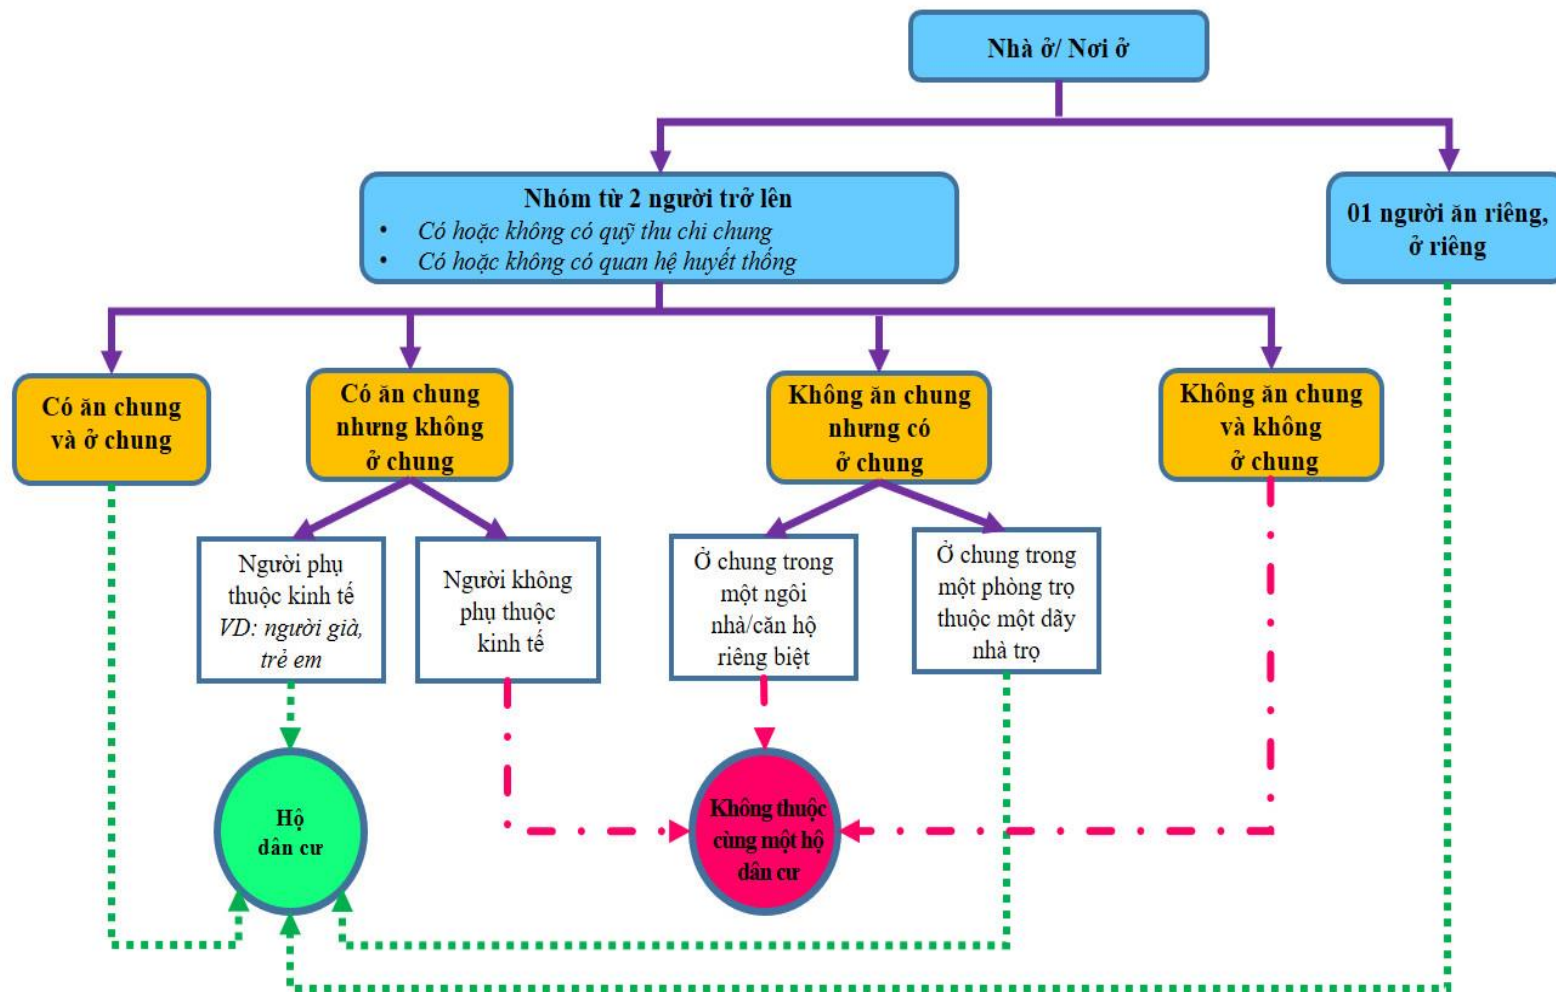 Nhà ở/ Nơi ở
Nhóm từ 2 người trở lên
• Có hoặc không có quỹ thu chi chung
• Có hoặc không có quan hệ huyết thống
01 người ăn riêng,
ở riêng
Có ăn chung
và ở chung
Có ăn chung
nhưng không
ở chung
Không ăn chung
nhưng có
ở chung
Không ăn chung
và không
ở chung
Người phụ
thuộc kinh tế
VD: người già,
trẻ em
Người không
phụ thuộc
kinh tế
Ở chung trong
một ngôi
nhà/căn hộ
riêng biệt
Ở chung trong
một phòng trọ
thuộc một dãy
nhà trọ
Hộ
dân cư
Không thuộc
cùng một hộ
dân cư